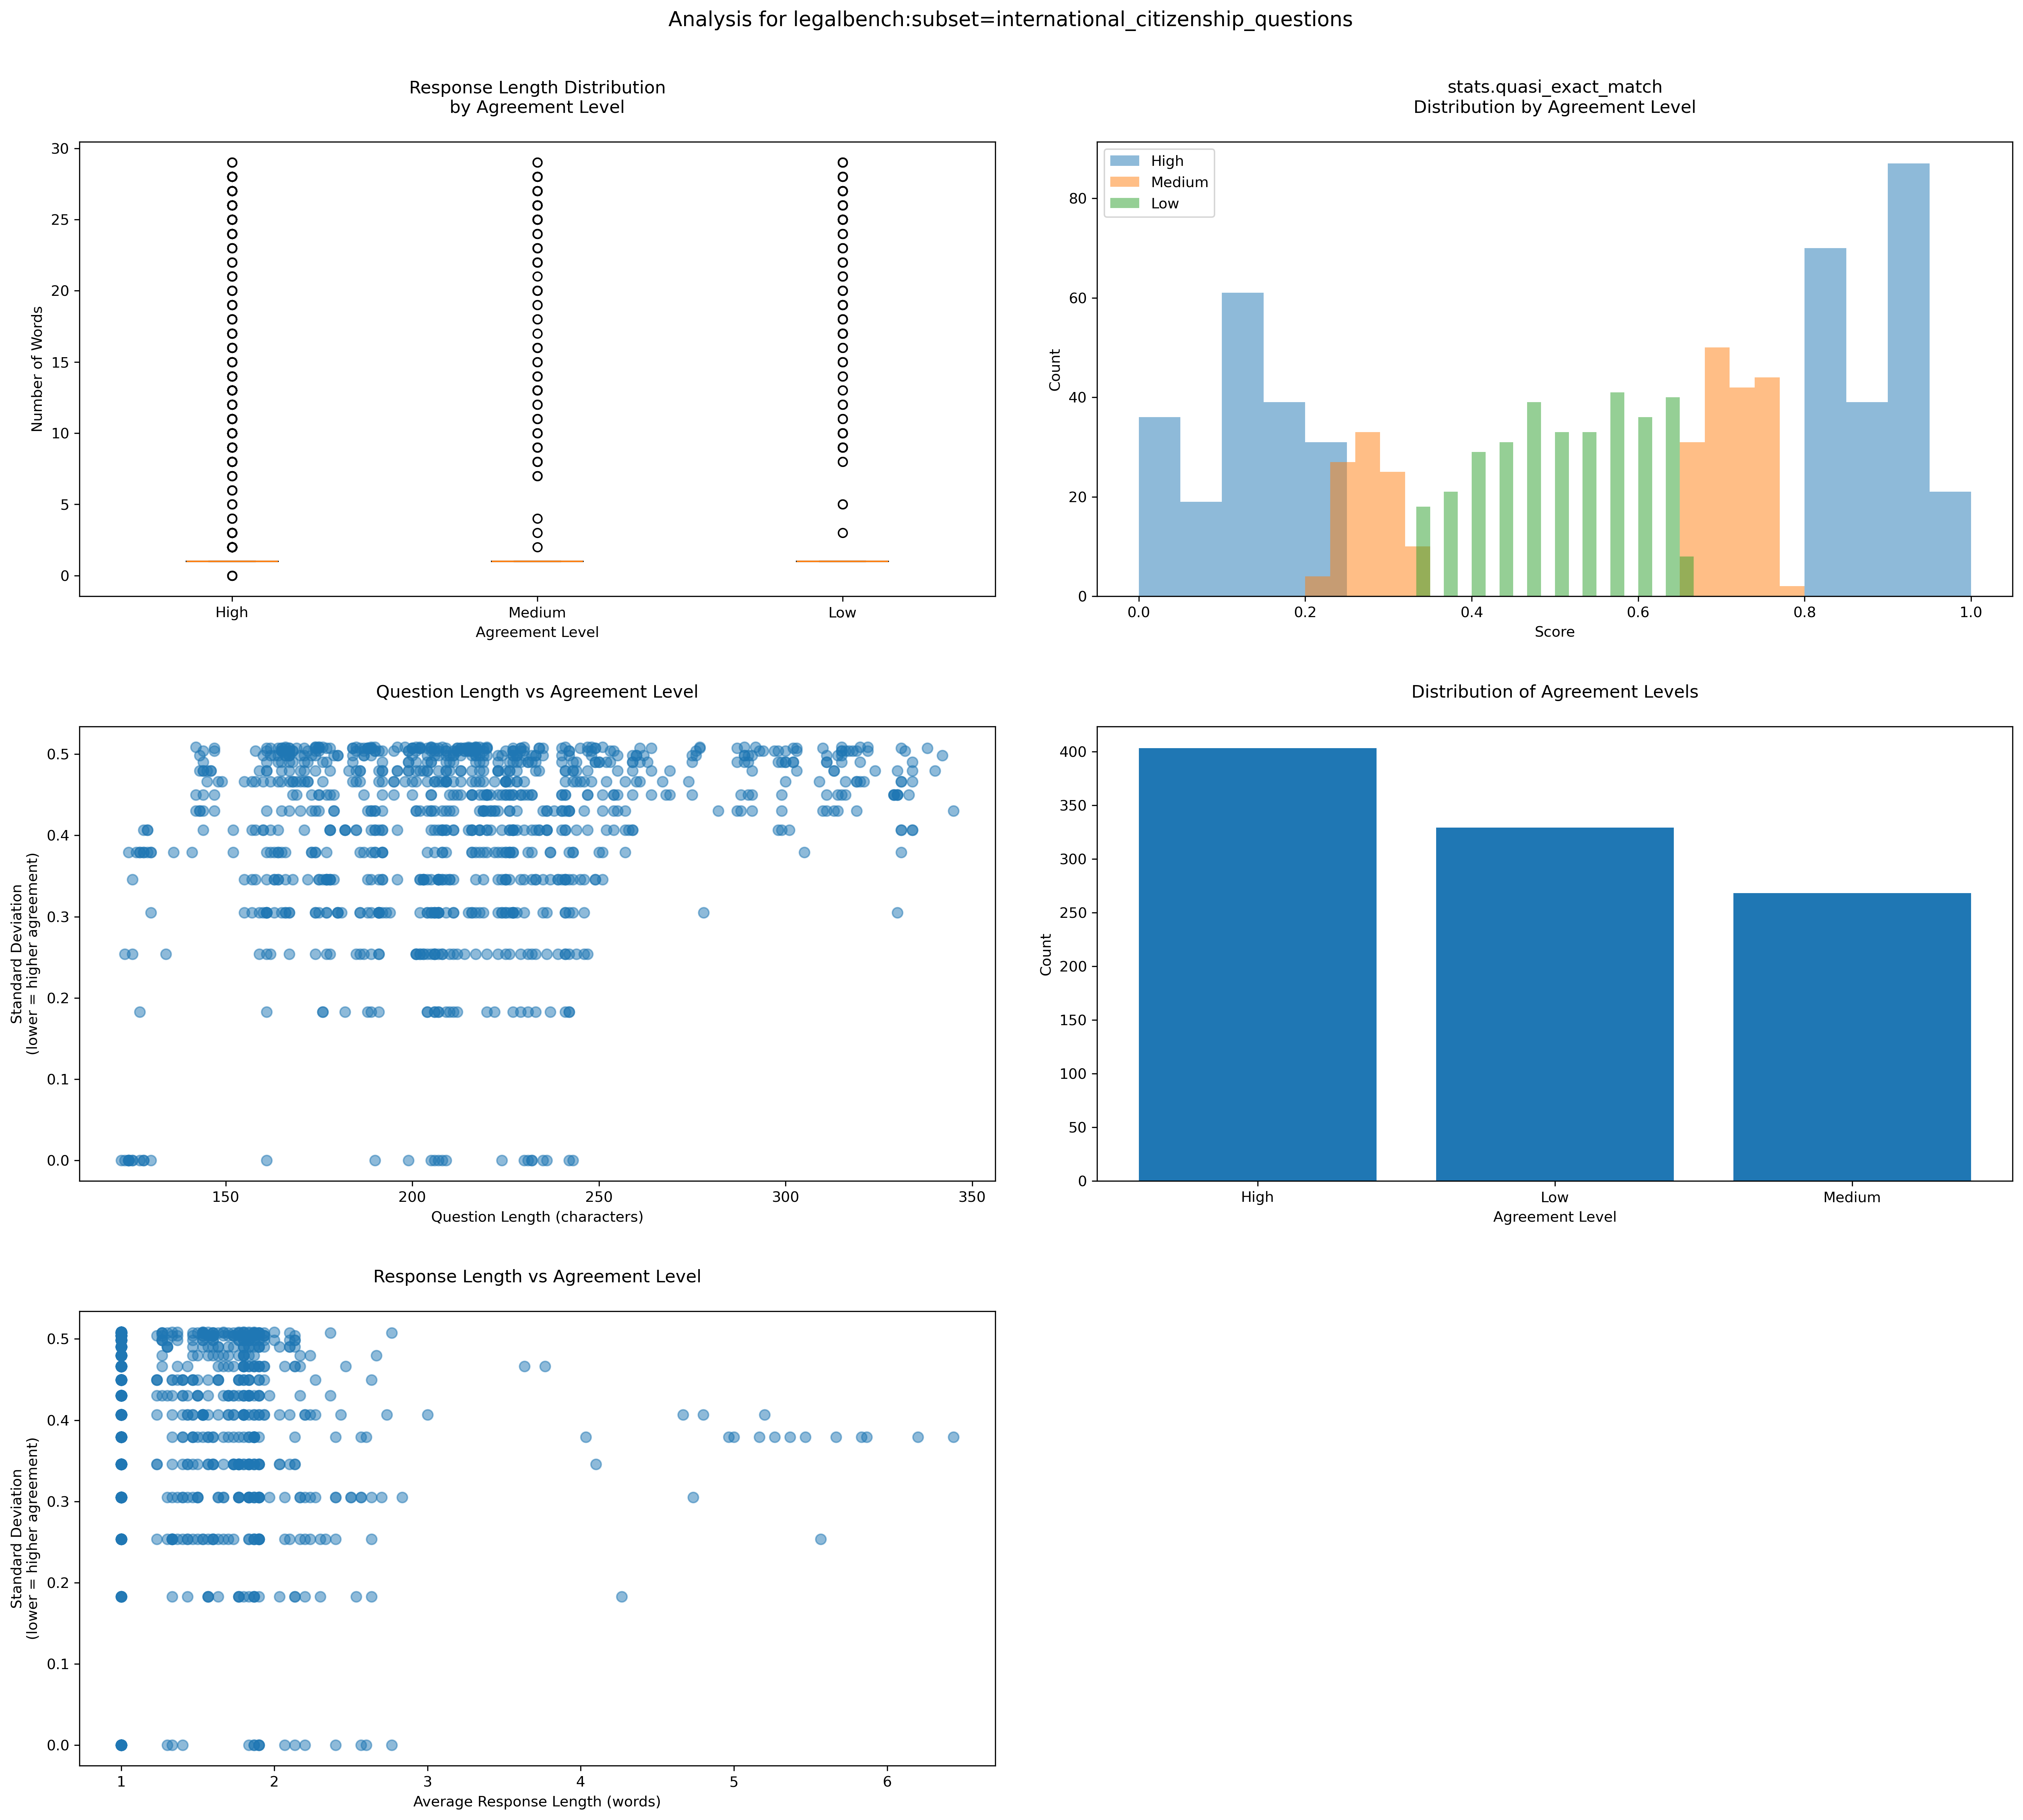 Analysis for legalbench:subset=international_citizenship_questions
Response Length Distribution
by Agreement Level
30
25
20
15
10
5
0
Number of Words
High
Medium
Low
Agreement Level
stats.quasi_exact_match
Distribution by Agreement Level
High
Medium
Low
80
60
40
20
0
Count
0.0
0.2
0.4
0.6
0.8
1.0
Score
Question Length vs Agreement Level
0.5
0.4
0.3
0.2
0.1
0.0
Standard Deviation
(lower = higher agreement)
150
200
250
300
350
Question Length (characters)
Distribution of Agreement Levels
400
350
300
250
200
150
100
50
0
Count
High
Low
Medium
Agreement Level
Response Length vs Agreement Level
0.5
0.4
0.3
0.2
0.1
0.0
Standard Deviation
(lower = higher agreement)
1
2
3
4
5
6
Average Response Length (words)